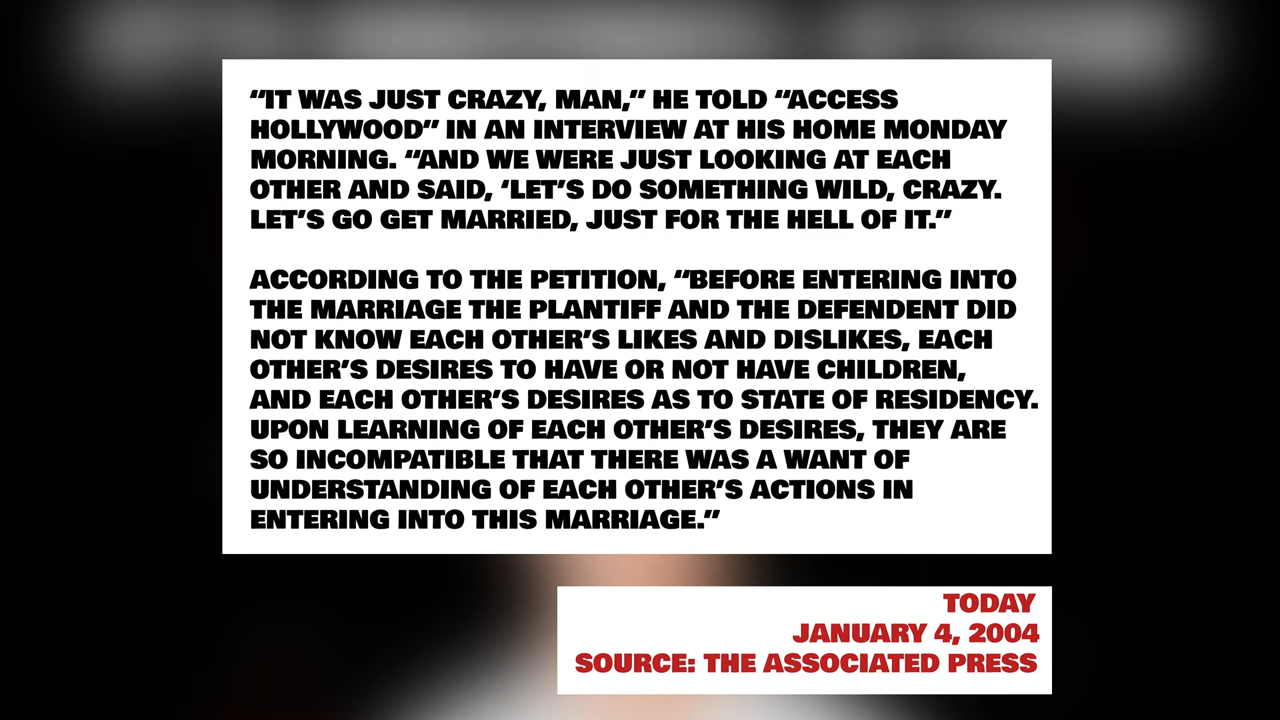 “IT WAS JUST CRAZY, MAN,” HE TOLD “ACCESS
HOLLYWOOD” IN AN INTERVIEW AT HIS HOME MONDAY
MORNING. “AND WE WERE JUST LOOKING AT EACH
OTHER AND SAID, ‘LET’S DO SOMETHING WILD, CRAZY.
LET’S GO GET MARRIED, JUST FOR THE HELL OF IT.”
ACCORDING TO THE PETITION, “BEFORE ENTERING INTO
THE MARRIAGE THE PLANTIFF AND THE DEFENDENT DID
NOT KNOW EACH OTHER’S LIKES AND DISLIKES, EACH
OTHER’S DESIRES TO HAVE OR NOT HAVE CHILDREN,
AND EACH OTHER’S DESIRES AS TO STATE OF RESIDENCY.
UPON LEARNING OF EACH OTHER’S DESIRES, THEY ARE
SO INCOMPATIBLE THAT THERE WAS A WANT OF
UNDERSTANDING OF EACH OTHER’S ACTIONS IN
ENTERING INTO THIS MARRIAGE.”
TODAY
JANUARY 4, 2004
SOURCE: THE ASSOCIATED PRESS